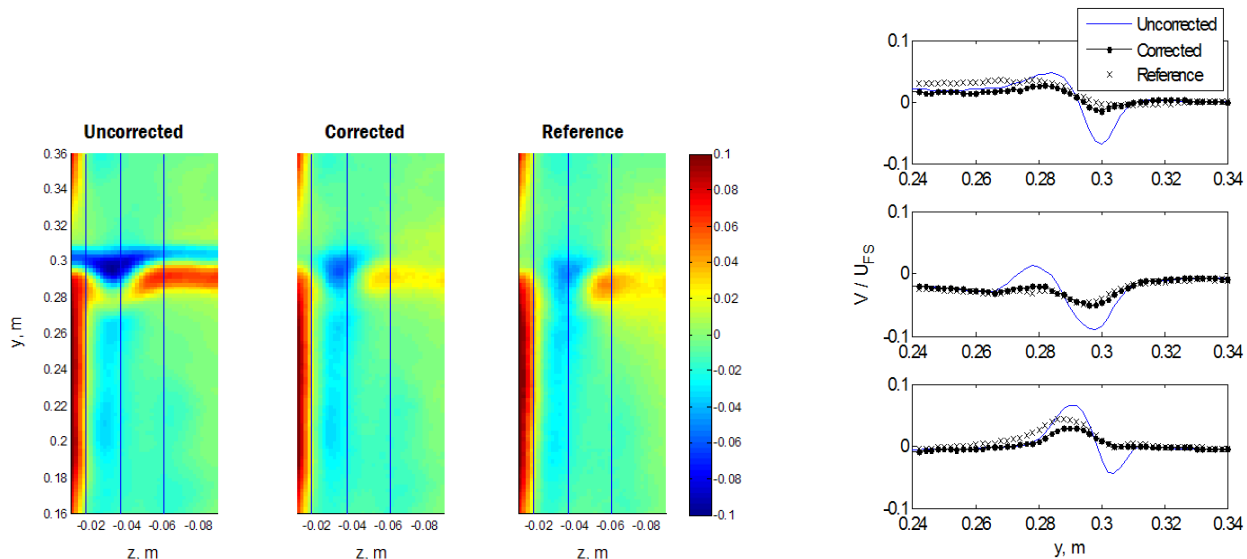 Uncorrected
Corrected
Reference
y, m
0.36
0.34
0.32
0.3
0.28
0.26
0.24
0.22
0.2
0.18
0.16
-0.02 -0.04 -0.06 -0.08
z, m
-0.02 -0.04 -0.06 -0.08
z, m
-0.02 -0.04 -0.06 -0.08
z, m
0.1
0.08
0.06
0.04
0.02
0
-0.02
-0.04
-0.06
-0.08
-0.1
Uncorrected
Corrected
Reference
0.1
0
-0.1
0.24 0.26 0.28 0.3 0.32 0.34
V / U_FS
0.1
0
-0.1
0.24 0.26 0.28 0.3 0.32 0.34
0.1
0
-0.1
0.24 0.26 0.28 0.3 0.32 0.34
y, m